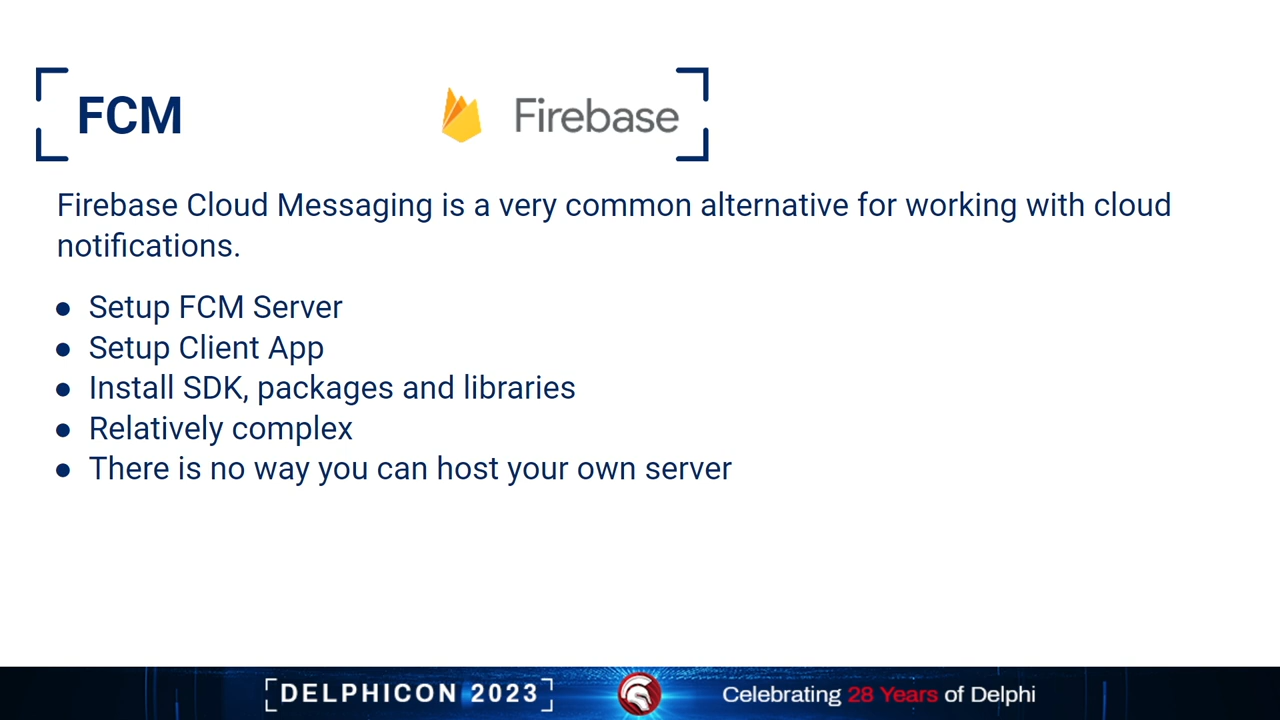 FCM
Firebase
Firebase Cloud Messaging is a very common alternative for working with cloud
notifications.
● Setup FCM Server
● Setup Client App
● Install SDK, packages and libraries
● Relatively complex
● There is no way you can host your own server
DELPHICON 2023
Celebrating 28 Years of Delphi